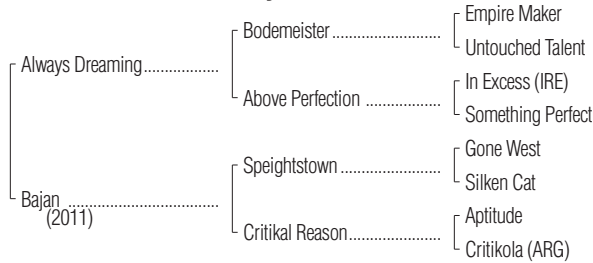 Empire Maker
Bodemeister
Untouched Talent
Always Dreaming
In Excess (IRE)
Above Perfection
Something Perfect
Gone West
Speightstown
Silken Cat
Bajan
(2011)
Aptitude
Critikal Reason
Critikola (ARG)